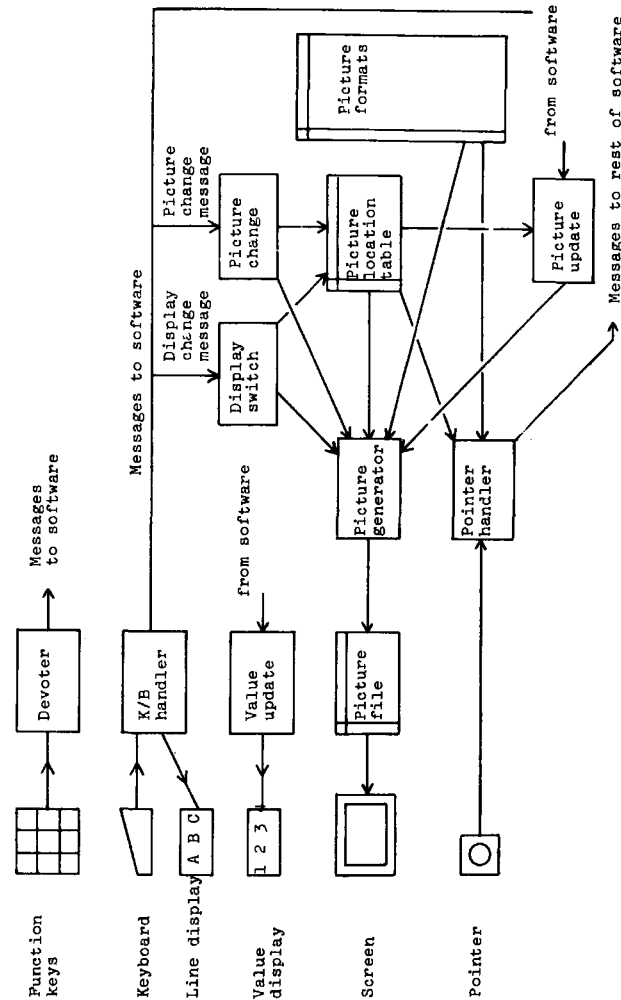 Function
keys
Devoter
Messages
to software
Keyboard
K/B
handler
Messages to software
Line display
A B C
Display
change
message
Picture
change
message
Display
switch
Picture
change
Value
display
1 2 3
Value
update
from software
Picture
location
table
Picture
formats
Screen
Picture
file
Picture
generator
Picture
update
from software
Pointer
Pointer
handler
Messages to rest of software